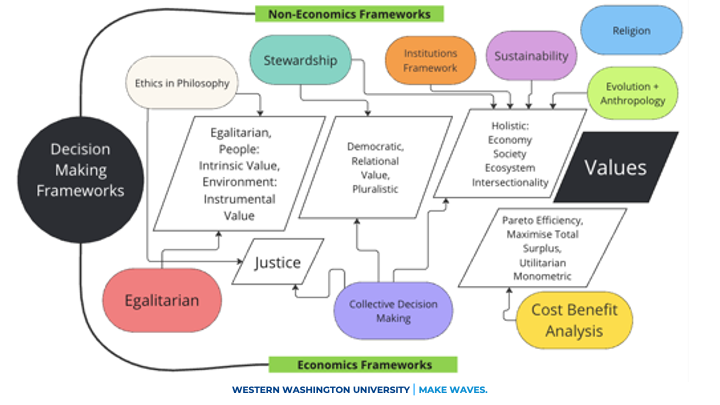 Non-Economics Frameworks
Religion
Stewardship
Institutions
Framework
Sustainability
Ethics in Philosophy
Evolution +
Anthropology
Decision
Making
Frameworks
Egalitarian,
People:
Intrinsic Value,
Environment:
Instrumental
Value
Democratic,
Relational
Value,
Pluralistic
Holistic:
Economy
Society
Ecosystem
Intersectionality
Values
Pareto Efficiency,
Maximise Total
Surplus,
Utilitarian
Monometric
Justice
Egalitarian
Collective Decision
Making
Cost Benefit
Analysis
Economics Frameworks
WESTERN WASHINGTON UNIVERSITY | MAKE WAVES.